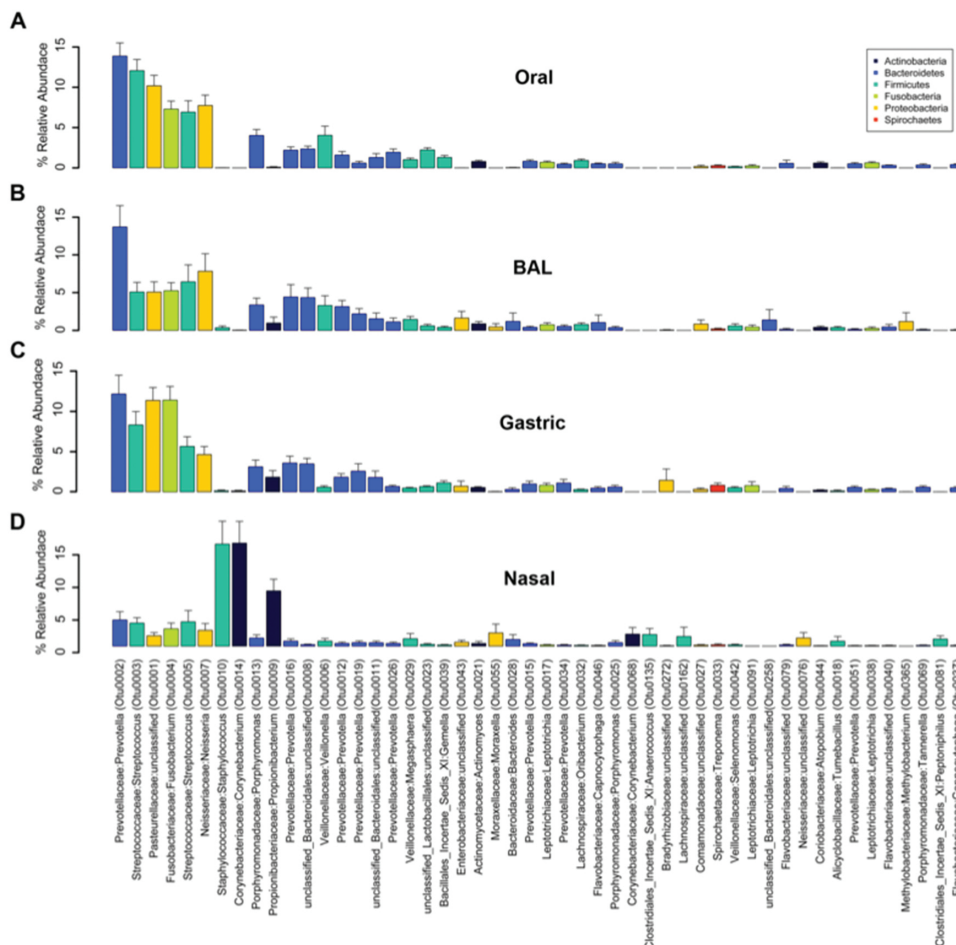 A
% Relative Abundace
15
10
5
0
Oral
Actinobacteria
Bacteroidetes
Firmicutes
Fusobacteria
Proteobacteria
Spirochaetes
B
% Relative Abundace
15
10
5
0
BAL
C
% Relative Abundace
15
10
5
0
Gastric
D
% Relative Abundace
15
10
5
0
Nasal
Prevotellaceae:Prevotella (Otu0002)
Streptococcaceae:Streptococcus (Otu0003)
Pasteurellaceae:unclassified (Otu0001)
Fusobacteriaceae:Fusobacterium (Otu0004)
Streptococcaceae:Streptococcus (Otu0005)
Neisseriaceae:Neisseria (Otu0007)
Staphylococcaceae:Staphylococcus (Otu0010)
Corynebacteriaceae:Corynebacterium (Otu0014)
Porphyromonadaceae:Porphyromonas (Otu0013)
Propionibacteriaceae:Propionibacterium (Otu0009)
Prevotellaceae:Prevotella (Otu0016)
unclassified_Bacteroidales:unclassified(Otu0008)
Veillonellaceae:Veillonella (Otu0006)
Prevotellaceae:Prevotella (Otu0012)
Prevotellaceae:Prevotella (Otu0019)
unclassified_Bacteroidales:unclassified(Otu0011)
Prevotellaceae:Prevotella (Otu0026)
Veillonellaceae:Megasphaera (Otu0029)
unclassified_Lactobacillales:unclassified(Otu0023)
Bacillales_Incertae_Sedis_XI:Gemella (Otu0039)
Enterobacteriaceae:unclassified (Otu0043)
Actinomycetaceae:Actinomyces (Otu0021)
Moraxellaceae:Moraxella (Otu0055)
Bacteroidaceae:Bacteroides (Otu0028)
Prevotellaceae:Prevotella (Otu0015)
Leptotrichiaceae:Leptotrichia (Otu0017)
Prevotellaceae:Prevotella (Otu0034)
Lachnospiraceae:Oribacterium (Otu0032)
Flavobacteriaceae:Capnocytophaga (Otu0046)
Porphyromonadaceae:Porphyromonas (Otu0025)
Corynebacteriaceae:Corynebacterium (Otu0068)
Clostridiales_Incertae_Sedis_XI:Anaerococcus (Otu0135)
Bradyrhizobiaceae:unclassified (Otu0272)
Lachnospiraceae:unclassified (Otu0162)
Comamonadaceae:unclassified (Otu0027)
Spirochaetaceae:Treponema (Otu0033)
Veillonellaceae:Selenomonas (Otu0042)
Leptotrichiaceae:Leptotrichia (Otu0091)
unclassified_Bacteroidales:unclassified (Otu0258)
Flavobacteriaceae:unclassified (Otu0079)
Neisseriaceae:unclassified (Otu0076)
Coriobacteriaceae:Atopobium (Otu0044)
Alicyclobacillaceae:Tumebacillus (Otu0018)
Prevotellaceae:Prevotella (Otu0051)
Leptotrichiaceae:Leptotrichia (Otu0038)
Flavobacteriaceae:unclassified (Otu0040)
Methylobacteriaceae:Methylobacterium (Otu0365)
Porphyromonadaceae:Tannerella (Otu0069)
Clostridiales_Incertae_Sedis_XI:Peptoniphilus (Otu0081)